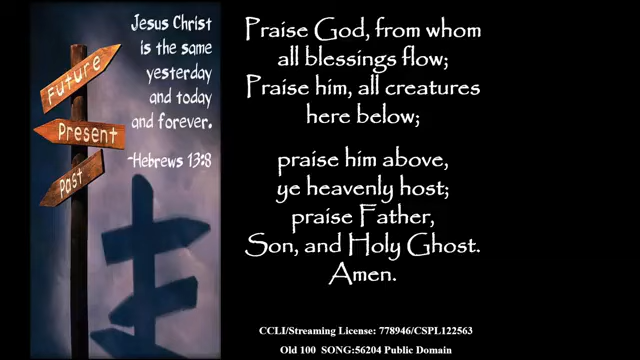 Jesus Christ
is the same
yesterday
and today
and forever.
-Hebrews 13:8
Future
Present
Past
Praise God, from whom
all blessings flow;
Praise him, all creatures
here below;
praise him above,
ye heavenly host;
praise Father,
Son, and Holy Ghost.
Amen.
CCLI/Streaming License: 778946/CSPL122563
Old 100 SONG:56204 Public Domain